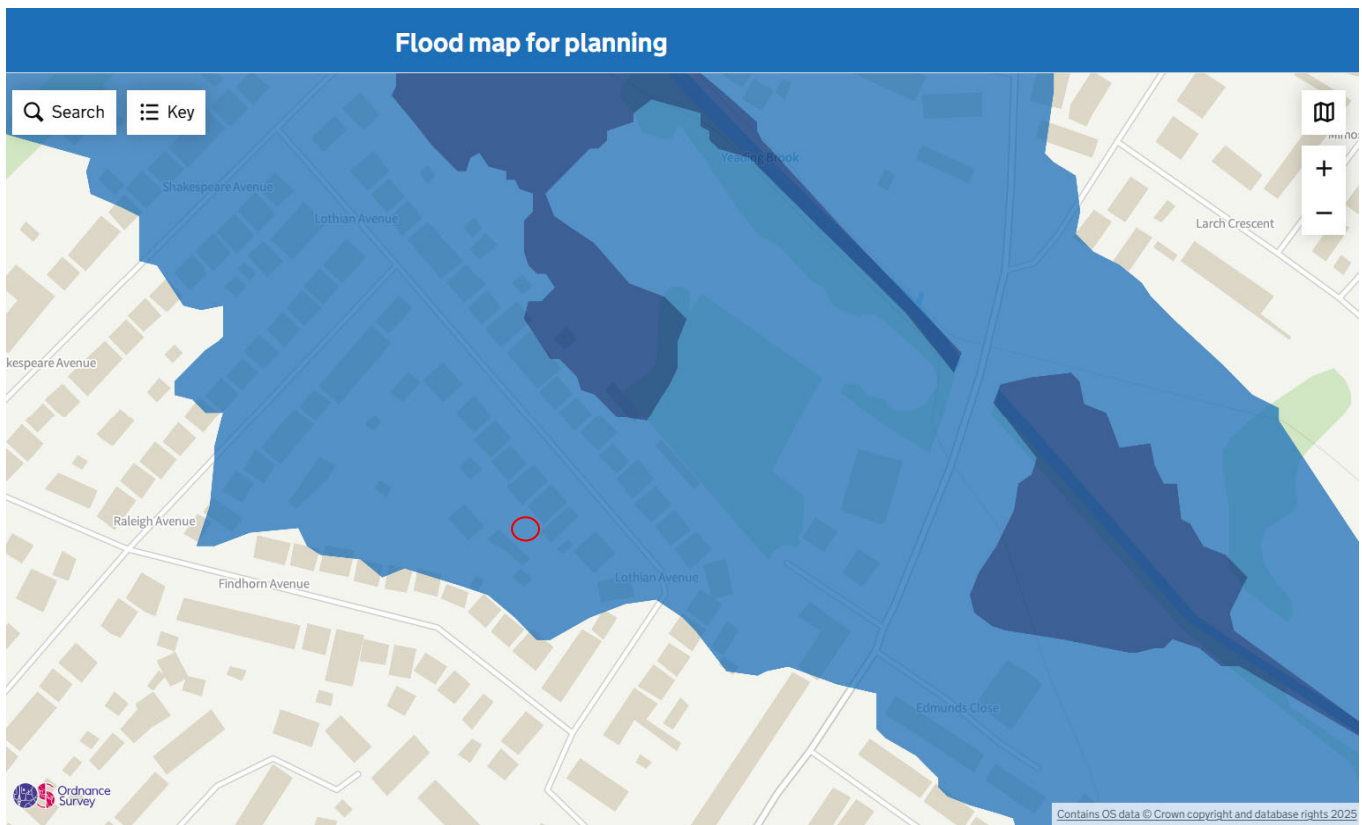 Flood map for planning
Search
Key
Yeading Brook
Shakespeare Avenue
Lothian Avenue
Larch Crescent
kespeare Avenue
Raleigh Avenue
Findhorn Avenue
Lothian Avenue
Edmunds Close
Ordnance
Survey
Contains OS data © Crown copyright and database rights 2025